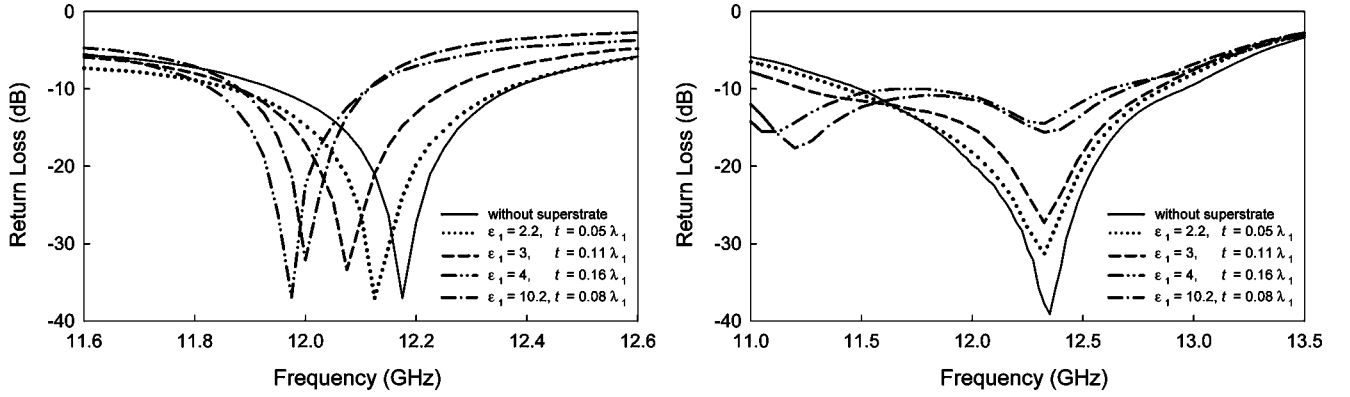 0
-10
-20
-30
-40
Return Loss (dB)
without superstrate
ε₁ = 2.2, t = 0.05 λ₁
ε₁ = 3, t = 0.11 λ₁
ε₁ = 4, t = 0.16 λ₁
ε₁ = 10.2, t = 0.08 λ₁
11.6 11.8 12.0 12.2 12.4 12.6
Frequency (GHz)
0
-10
-20
-30
-40
Return Loss (dB)
without superstrate
ε₁ = 2.2, t = 0.05 λ₁
ε₁ = 3, t = 0.11 λ₁
ε₁ = 4, t = 0.16 λ₁
ε₁ = 10.2, t = 0.08 λ₁
11.0 11.5 12.0 12.5 13.0 13.5
Frequency (GHz)